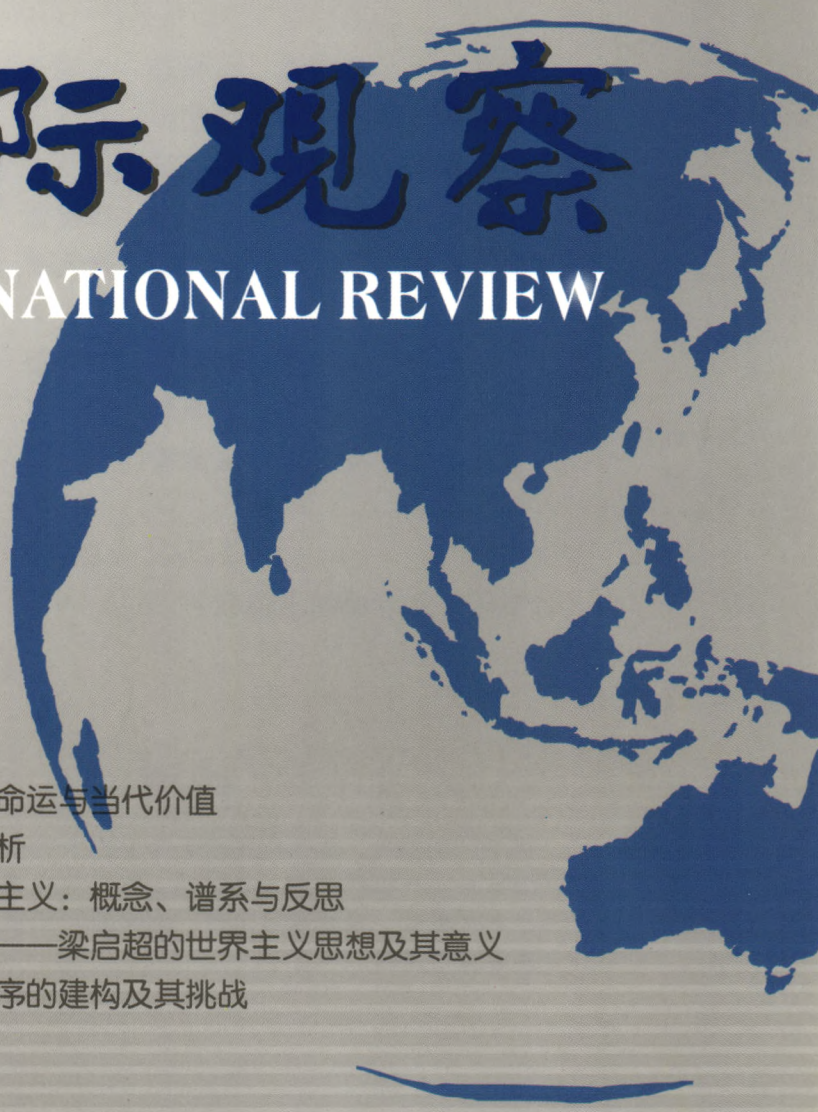 际观察
NATIONAL REVIEW
命运与当代价值
析
主义：概念、谱系与反思
——梁启超的世界主义思想及其意义
序的建构及其挑战